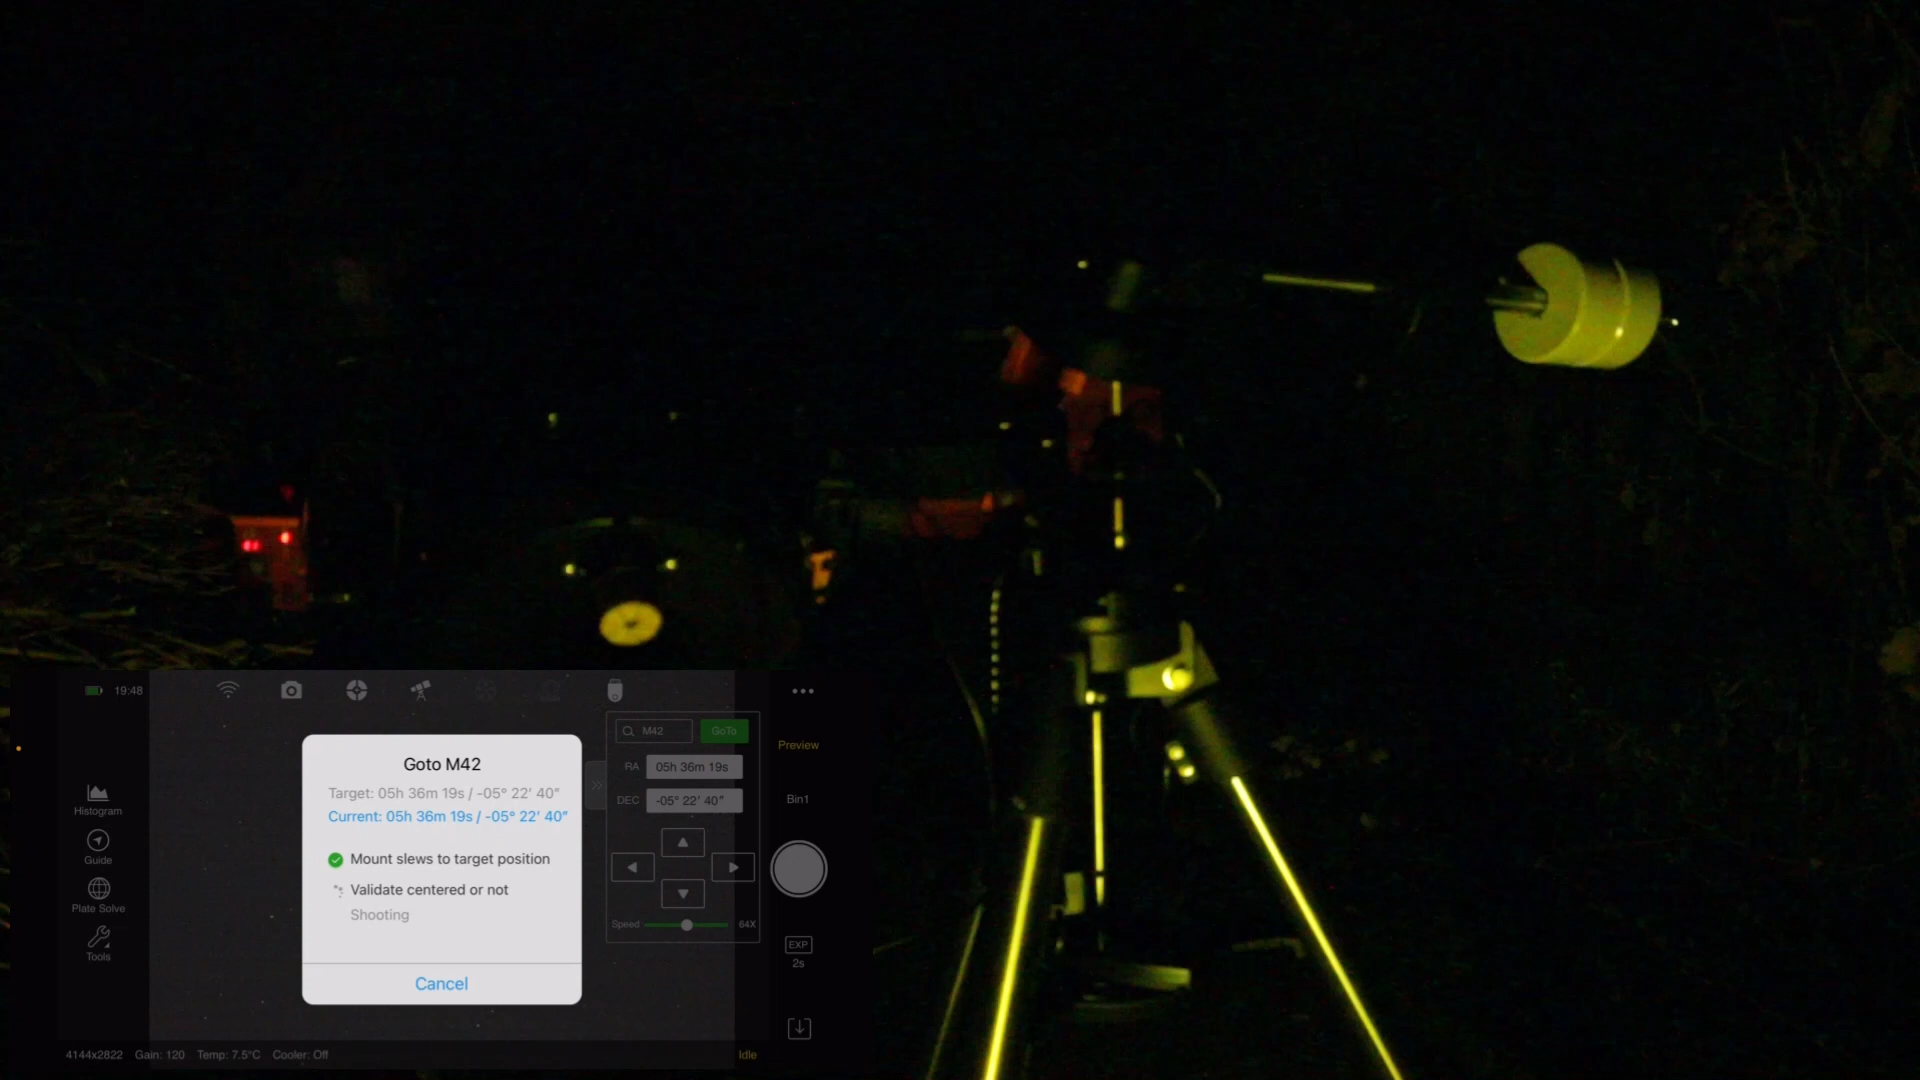 19:48
Histogram
Guide
Plate Solve
Tools
Goto M42
Target: 05h 36m 19s / -05° 22' 40"
Current: 05h 36m 19s / -05° 22' 40"
Mount slews to target position
Validate centered or not
Shooting
Cancel
M42 GoTo
RA 05h 36m 19s
DEC -05° 22' 40"
Speed 64X
Preview
Bin1
EXP
2s
4144x2822 Gain: 120 Temp: 7.5°C Cooler: Off Idle